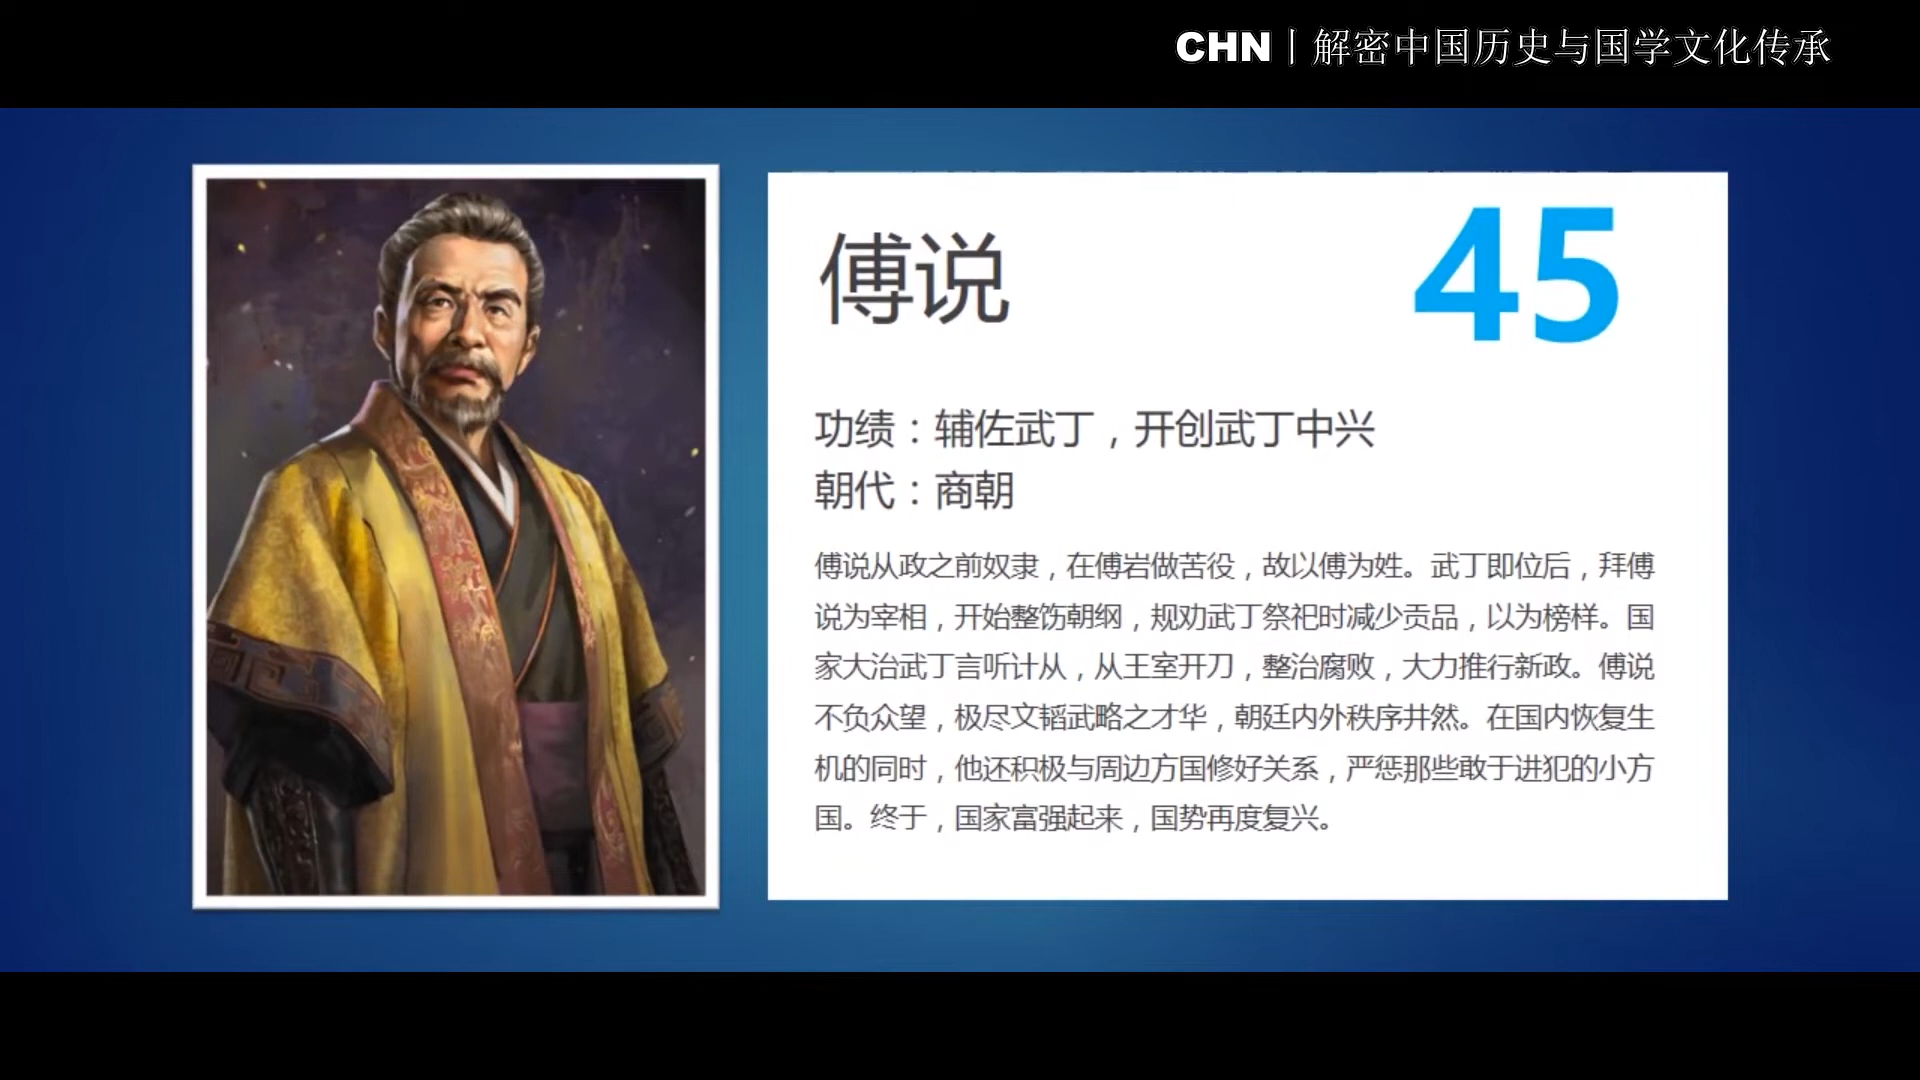 CHN丨解密中国历史与国学文化传承
傅说
45
功绩：辅佐武丁，开创武丁中兴
朝代：商朝
傅说从政之前奴隶，在傅岩做苦役，故以傅为姓。武丁即位后，拜傅
说为宰相，开始整饬朝纲，规劝武丁祭祀时减少贡品，以为榜样。国
家大治武丁言听计从，从王室开刀，整治腐败，大力推行新政。傅说
不负众望，极尽文韬武略之才华，朝廷内外秩序井然。在国内恢复生
机的同时，他还积极与周边方国修好关系，严惩那些敢于进犯的小方
国。终于，国家富强起来，国势再度复兴。